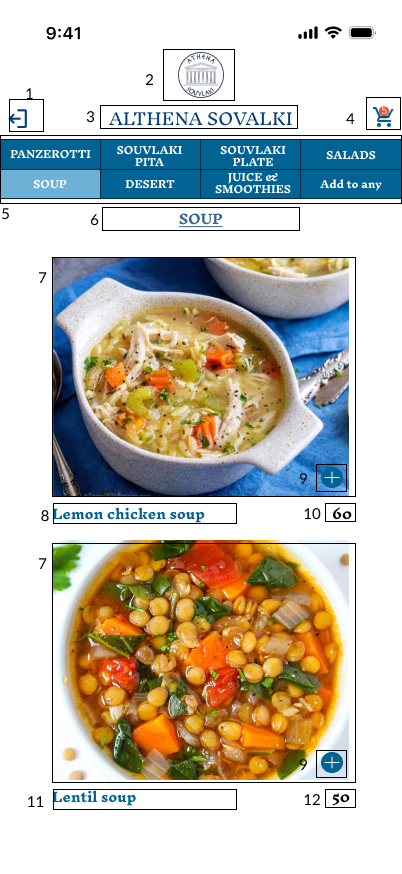 9:41
1
2
ATHENA
SOUVLAKI
3
ALTHENA SOVALKI
4
5
PANZEROTTI
SOUVLAKI
PITA
SOUVLAKI
PLATE
SALADS
SOUP
DESERT
JUICE &
SMOOTHIES
Add to any
5
6
SOUP
7
9
8
Lemon chicken soup
10
60
7
9
11
Lentil soup
12
50